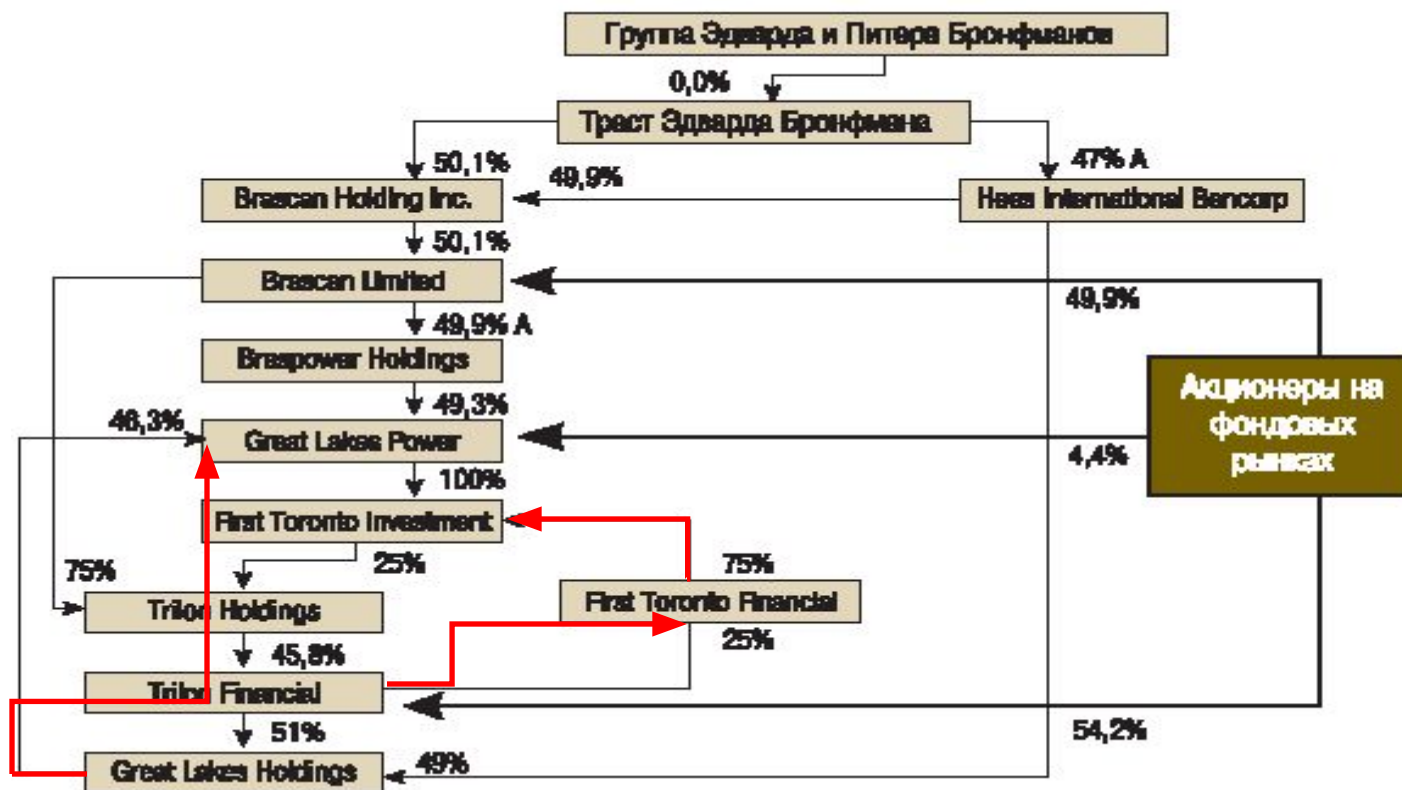 Группа Эдварда и Питера Бронфманов
0,0%
Траст Эдварда Бронфмана
50,1%
47% A
49,9%
Brascan Holding Inc.
Hees International Bancorp
50,1%
Brascan Limited
49,9%
49,9% A
Braspower Holdings
Акционеры на
фондовых
рынках
46,3%
49,3%
Great Lakes Power
4,4%
100%
First Toronto Investment
25%
75%
75%
First Toronto Financial
Trilon Holdings
25%
45,8%
Trilon Financial
51%
54,2%
Great Lakes Holdings
49%